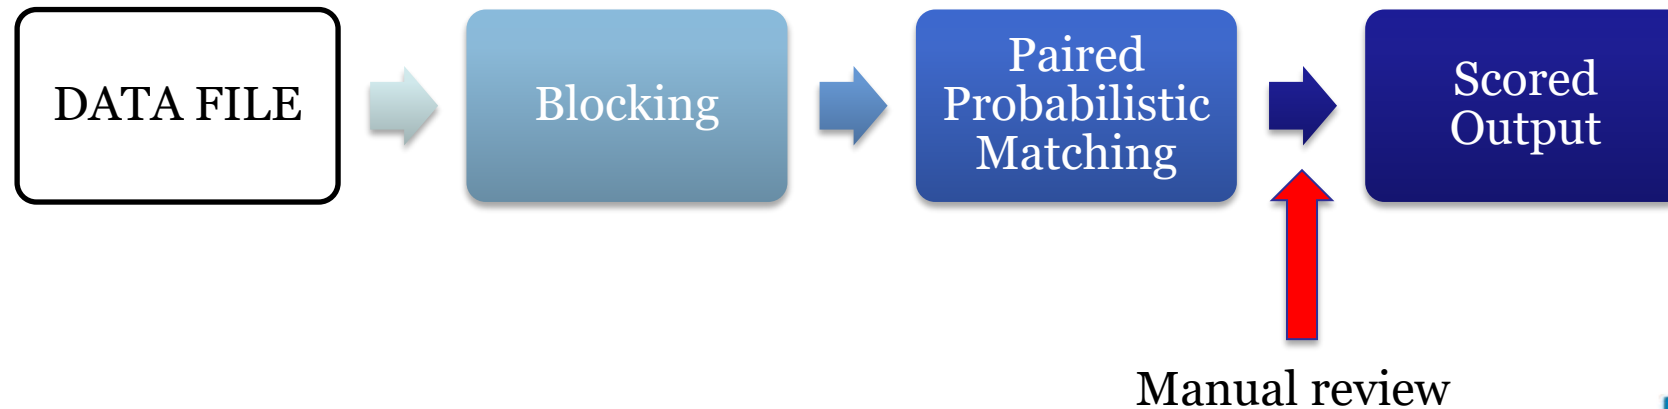 DATA FILE
Blocking
Paired
Probabilistic
Matching
Scored
Output
Manual review